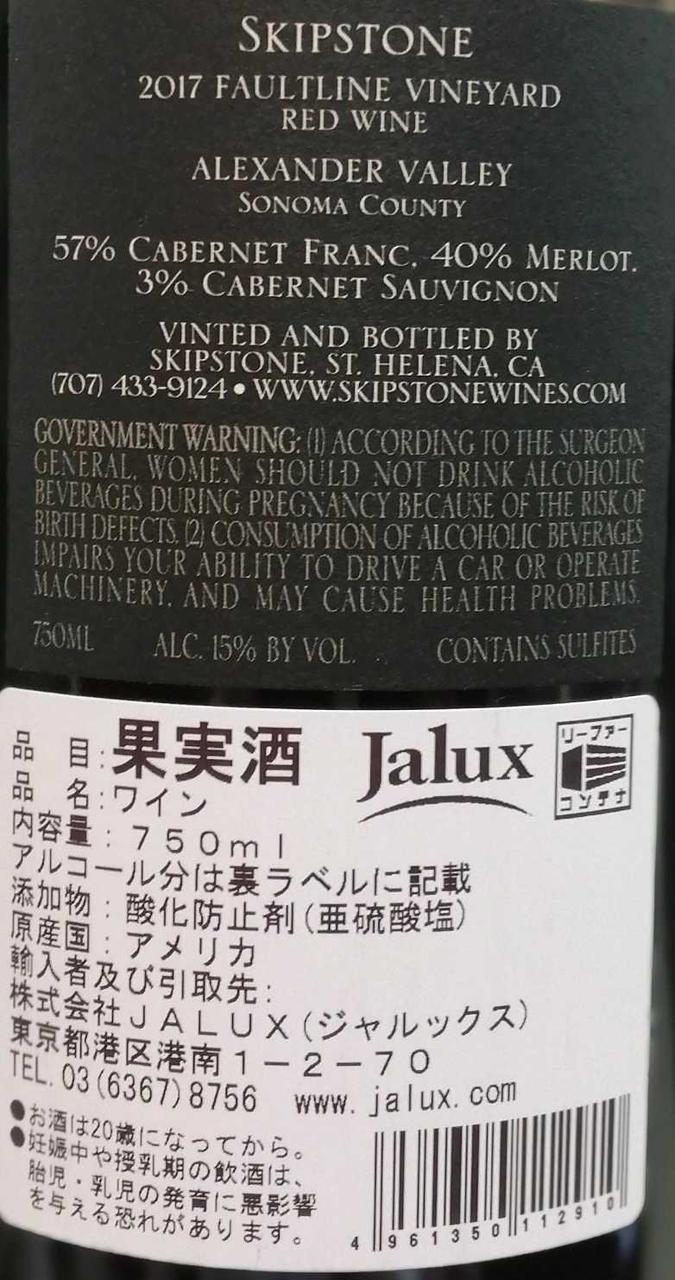 SKIPSTONE
2017 FAULTLINE VINEYARD
RED WINE
ALEXANDER VALLEY
SONOMA COUNTY
57% CABERNET FRANC, 40% MERLOT,
3% CABERNET SAUVIGNON
VINTED AND BOTTLED BY
SKIPSTONE, ST. HELENA, CA
(707) 433-9124 • WWW.SKIPSTONEWINES.COM
GOVERNMENT WARNING: (1) ACCORDING TO THE SURGEON
GENERAL, WOMEN SHOULD NOT DRINK ALCOHOLIC
BEVERAGES DURING PREGNANCY BECAUSE OF THE RISK OF
BIRTH DEFECTS. (2) CONSUMPTION OF ALCOHOLIC BEVERAGES
IMPAIRS YOUR ABILITY TO DRIVE A CAR OR OPERATE
MACHINERY, AND MAY CAUSE HEALTH PROBLEMS.
750ML ALC. 15% BY VOL. CONTAINS SULFITES
品 目:果実酒 Jalux リーファー
コンテナ
品 名:ワイン
内容量:750ml
アルコール分は裏ラベルに記載
添加物:酸化防止剤(亜硫酸塩)
原産国:アメリカ
輸入者及び引取先:
株式会社JALUX(ジャルックス)
東京都港区港南1-2-70
TEL. 03(6367)8756 www.jalux.com
●お酒は20歳になってから。
●妊娠中や授乳期の飲酒は、
胎児・乳児の発育に悪影響
を与える恐れがあります。
4 961350 112910